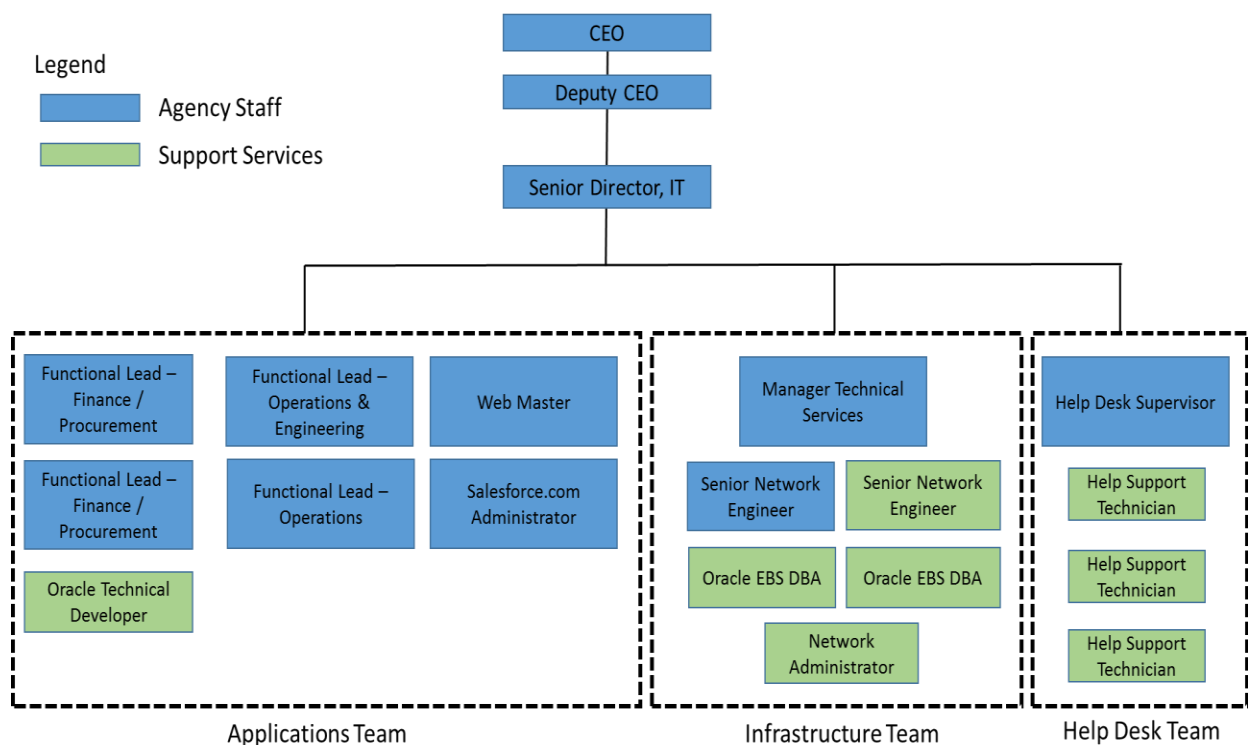 CEO
Legend
Deputy CEO
Agency Staff
Support Services
Senior Director, IT
Functional Lead –
Finance /
Procurement
Functional Lead –
Operations &
Engineering
Web Master
Functional Lead –
Finance /
Procurement
Functional Lead –
Operations
Salesforce.com
Administrator
Oracle Technical
Developer
Applications Team
Manager Technical
Services
Senior Network
Engineer
Senior Network
Engineer
Oracle EBS DBA
Oracle EBS DBA
Network
Administrator
Infrastructure Team
Help Desk Supervisor
Help Support
Technician
Help Support
Technician
Help Support
Technician
Help Desk Team